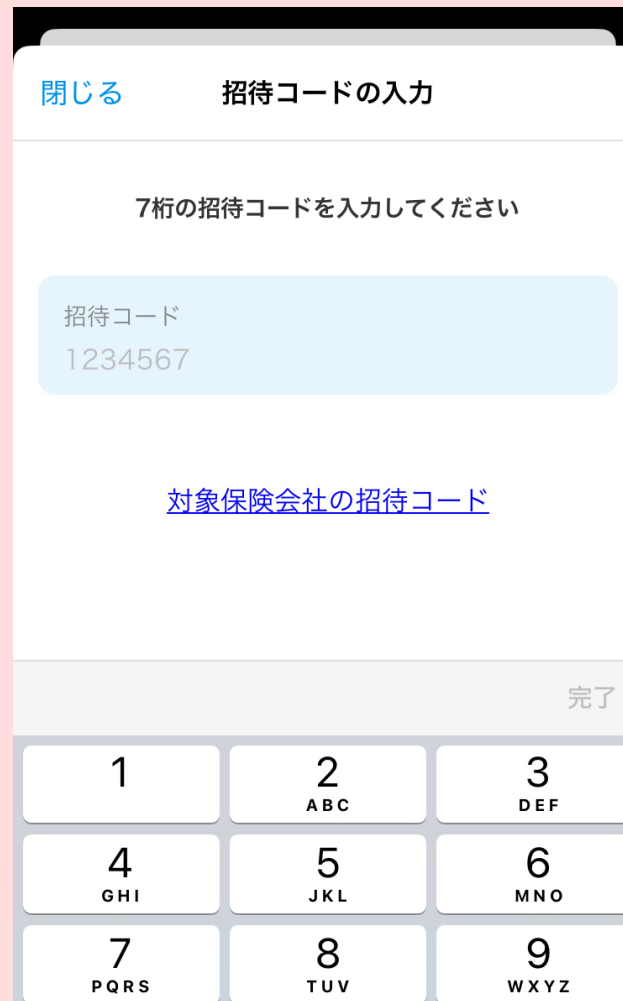 閉じる 招待コードの入力
7桁の招待コードを入力してください
招待コード
1234567
対象保険会社の招待コード
完了
1 2 3
ABC DEF
4 5 6
GHI JKL MNO
7 8 9
PQRS TUV WXYZ